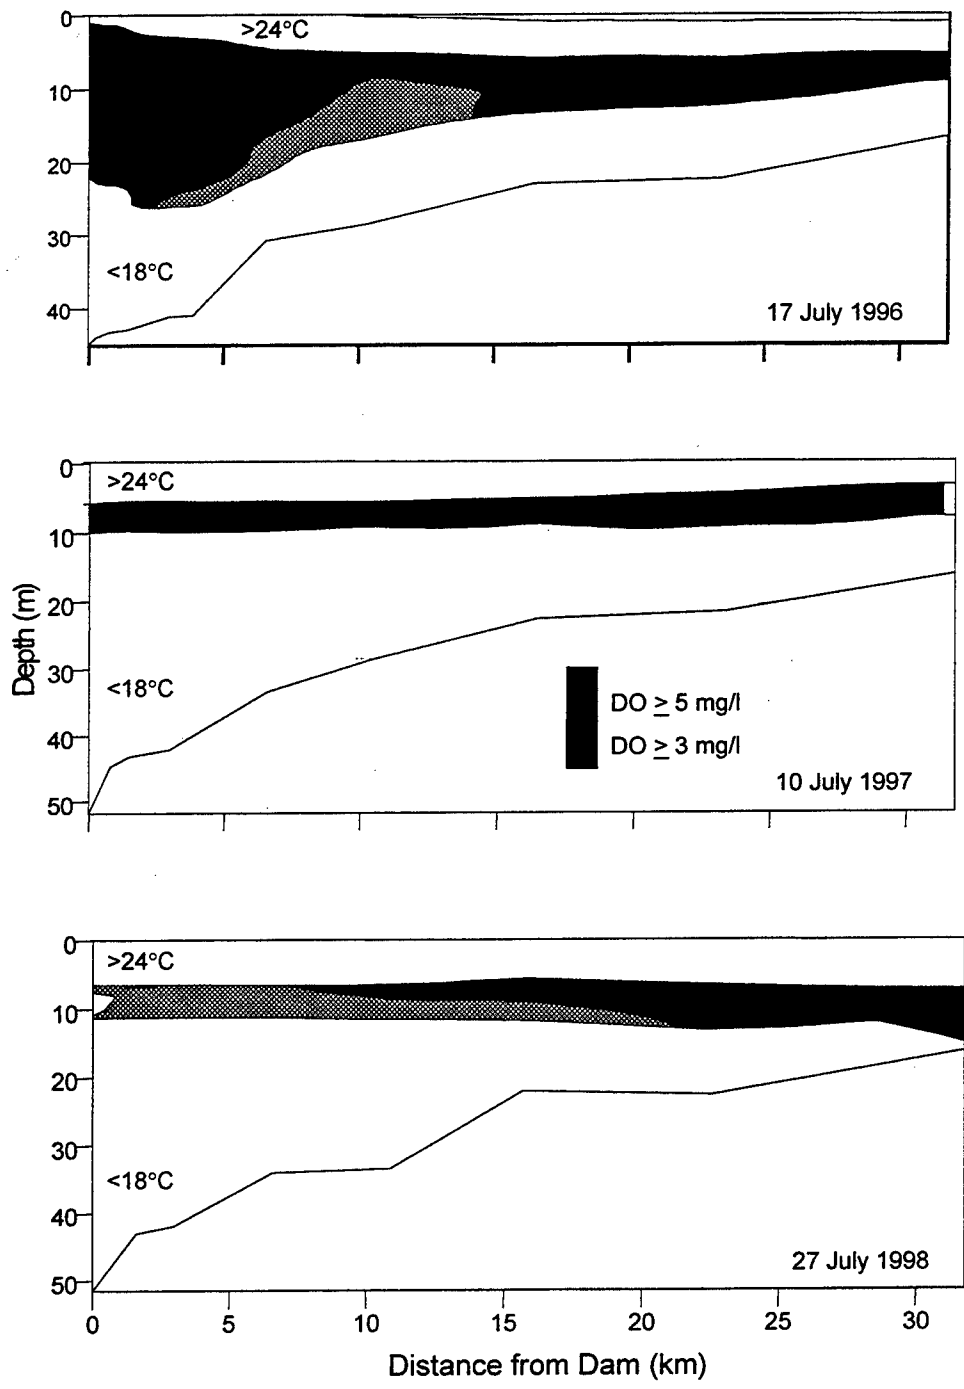 0
>24°C
10
20
30
<18°C
40
17 July 1996
0
>24°C
10
20
Depth (m)
30
<18°C
DO ≥ 5 mg/l
40
DO ≥ 3 mg/l
50
10 July 1997
0
>24°C
10
20
30
<18°C
40
27 July 1998
50
0 5 10 15 20 25 30
Distance from Dam (km)